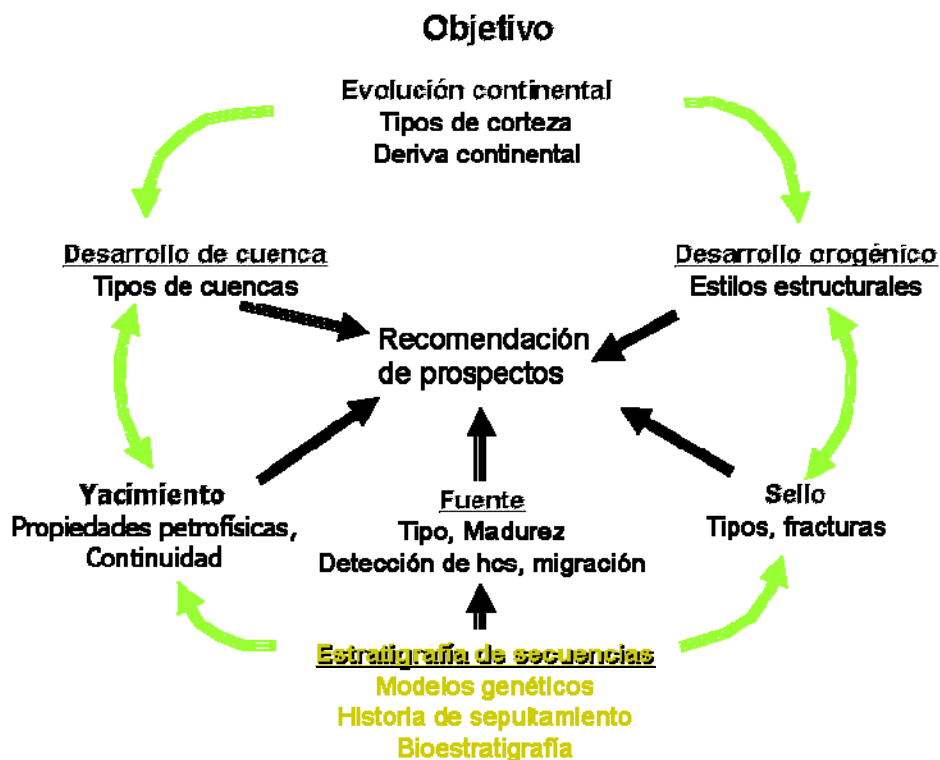 Objetivo
Evolución continental
Tipos de corteza
Deriva continental
Desarrollo de cuenca
Tipos de cuencas
Desarrollo orogénico
Estilos estructurales
Recomendación
de prospectos
Yacimiento
Propiedades petrofísicas,
Continuidad
Fuente
Tipo, Madurez
Detección de hcs, migración
Sello
Tipos, fracturas
Estratigrafía de secuencias
Modelos genéticos
Historia de sepultamiento
Bioestratigrafía